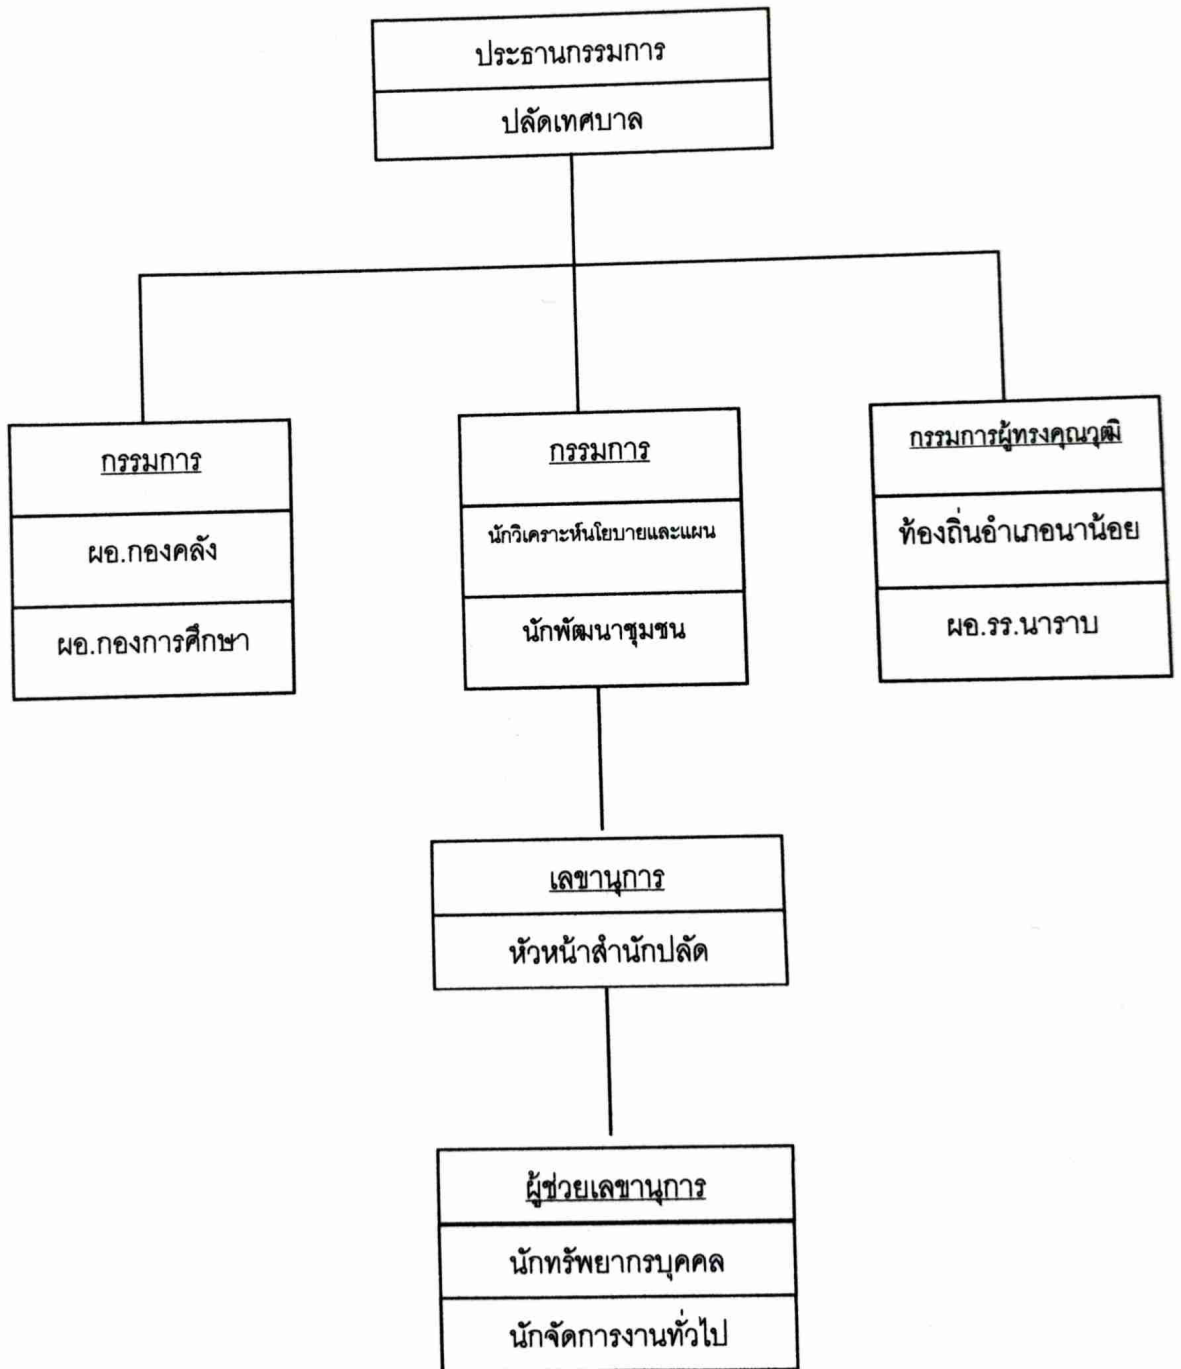 ประธานกรรมการ
ปลัดเทศบาล
กรรมการ
ผอ.กองคลัง
ผอ.กองการศึกษา
กรรมการ
นักวิเคราะห์นโยบายและแผน
นักพัฒนาชุมชน
กรรมการผู้ทรงคุณวุฒิ
ท้องถิ่นอำเภอนาน้อย
ผอ.รร.นาราบ
เลขานุการ
หัวหน้าสำนักปลัด
ผู้ช่วยเลขานุการ
นักทรัพยากรบุคคล
นักจัดการงานทั่วไป